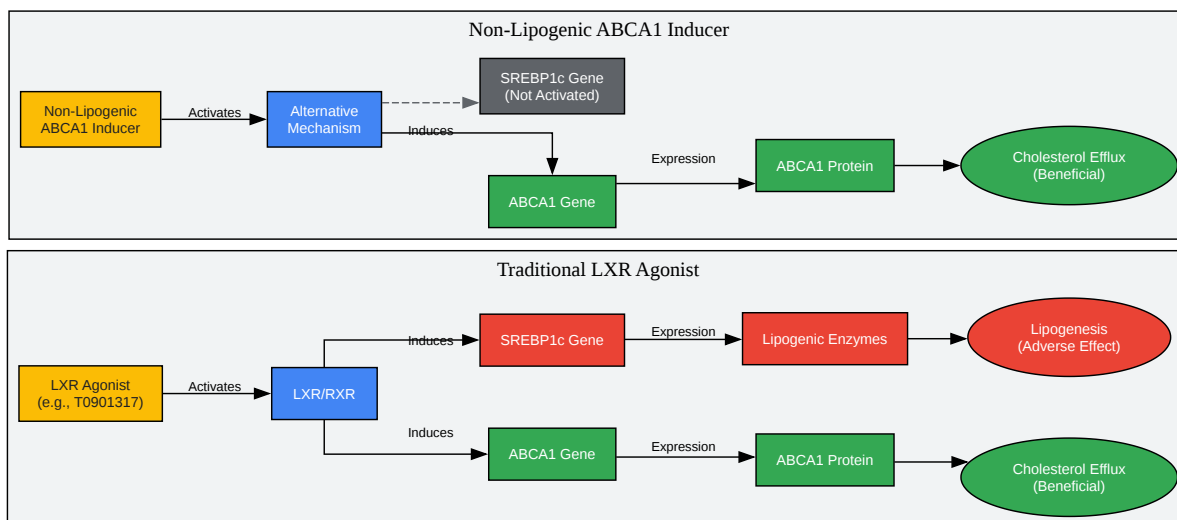 Non-Lipogenic ABCA1 Inducer
Non-Lipogenic
ABCA1 Inducer
Activates
Alternative
Mechanism
SREBP1c Gene
(Not Activated)
Induces
ABCA1 Gene
Expression
ABCA1 Protein
Cholesterol Efflux
(Beneficial)
Traditional LXR Agonist
LXR Agonist
(e.g., T0901317)
Activates
LXR/RXR
Induces
SREBP1c Gene
Expression
Lipogenic Enzymes
Lipogenesis
(Adverse Effect)
Induces
ABCA1 Gene
Expression
ABCA1 Protein
Cholesterol Efflux
(Beneficial)